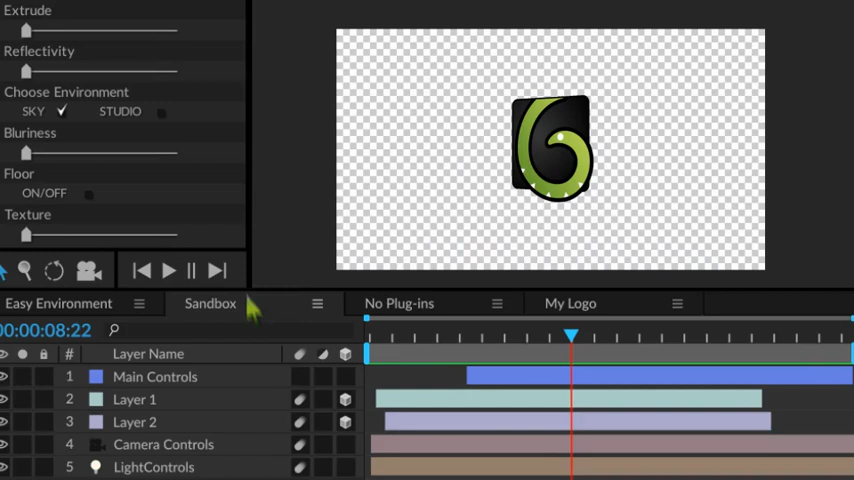 Extrude
Reflectivity
Choose Environment
SKY STUDIO
Bluriness
Floor
ON/OFF
Texture
Easy Environment Sandbox No Plug-ins My Logo
00:00:08:22
# Layer Name
1 Main Controls
2 Layer 1
3 Layer 2
4 Camera Controls
5 LightControls